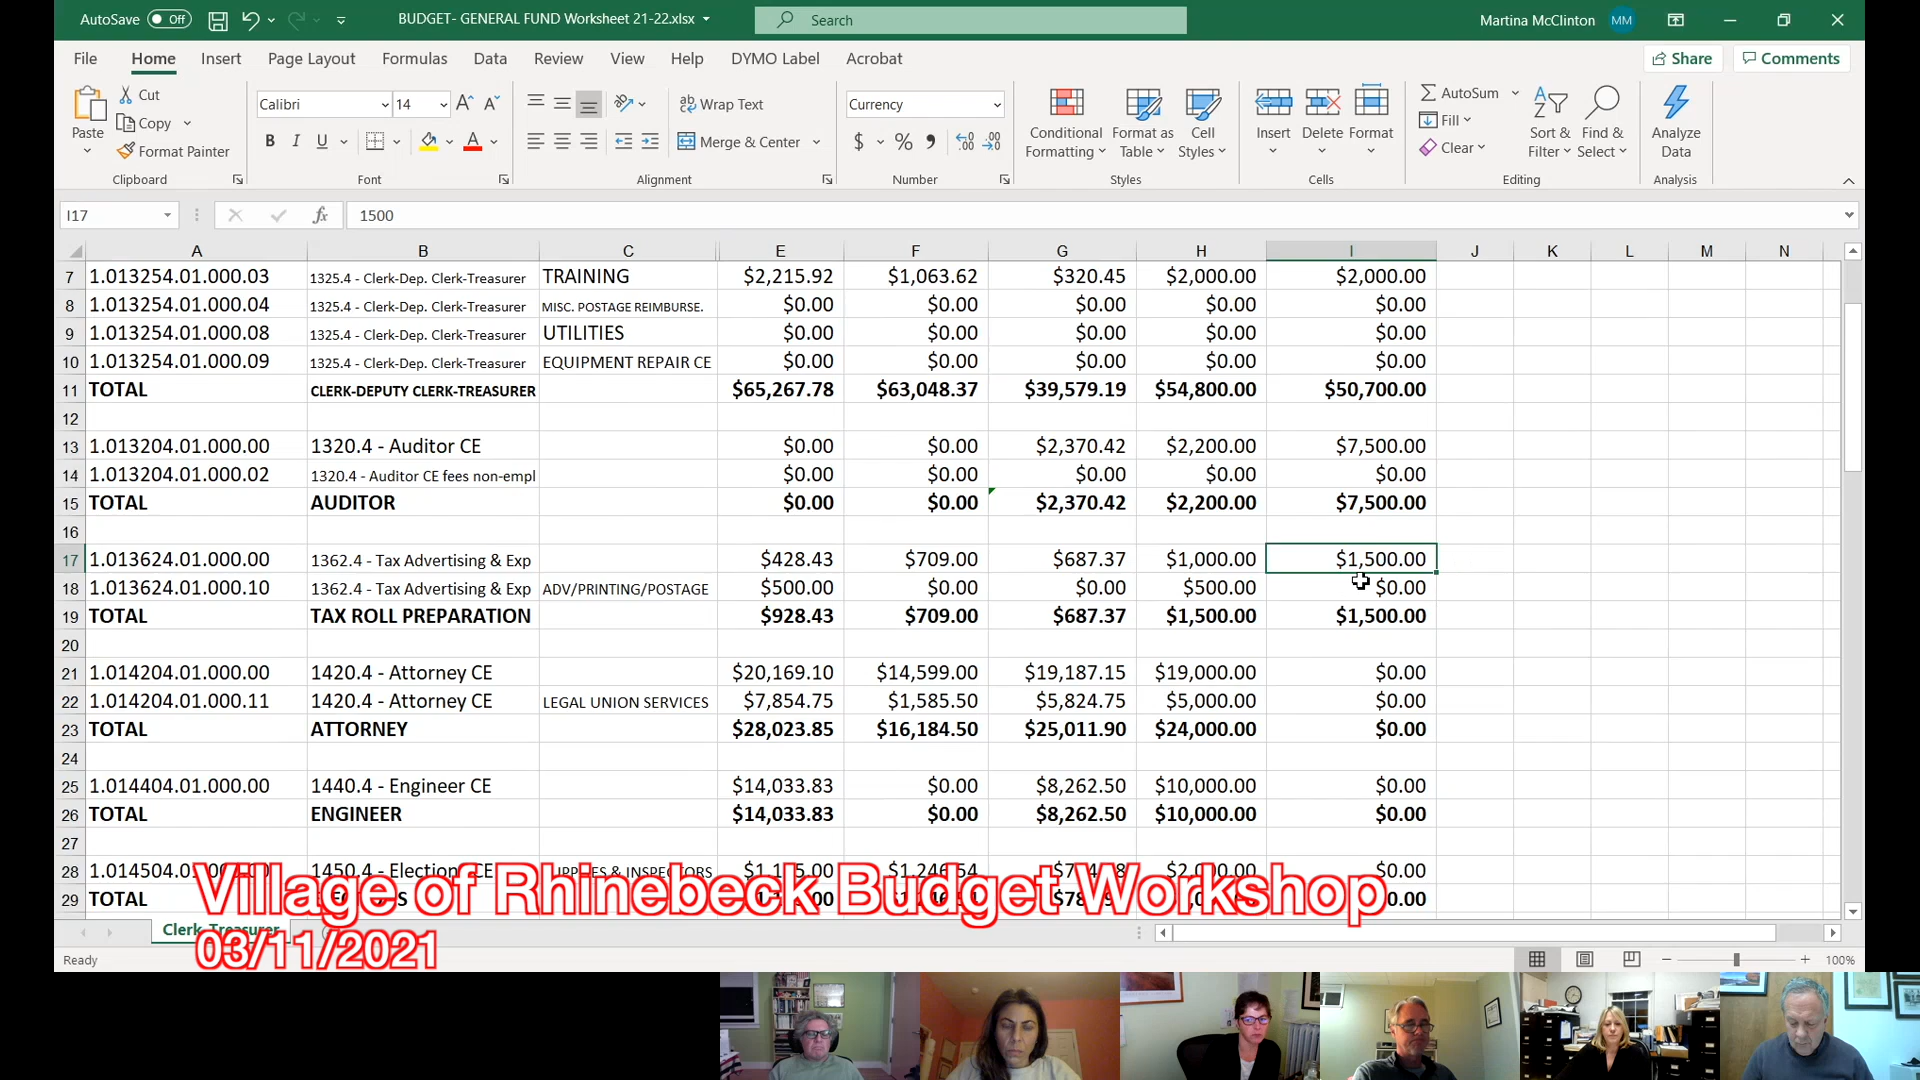 AutoSave Off BUDGET- GENERAL FUND Worksheet 21-22.xlsx Search Martina McClinton MM
File Home Insert Page Layout Formulas Data Review View Help DYMO Label Acrobat Share Comments
Paste Cut Copy Format Painter Clipboard
Calibri 14 B I U Font
Wrap Text Merge & Center Alignment
Currency $ % Number
Conditional Formatting Format as Table Cell Styles Styles
Insert Delete Format Cells
AutoSum Fill Clear Sort & Filter Find & Select Editing
Analyze Data Analysis
I17 fx 1500
A B C E F G H I J K L M N
7 1.013254.01.000.03 1325.4 - Clerk-Dep. Clerk-Treasurer TRAINING $2,215.92 $1,063.62 $320.45 $2,000.00 $2,000.00
8 1.013254.01.000.04 1325.4 - Clerk-Dep. Clerk-Treasurer MISC. POSTAGE REIMBURSE. $0.00 $0.00 $0.00 $0.00 $0.00
9 1.013254.01.000.08 1325.4 - Clerk-Dep. Clerk-Treasurer UTILITIES $0.00 $0.00 $0.00 $0.00 $0.00
10 1.013254.01.000.09 1325.4 - Clerk-Dep. Clerk-Treasurer EQUIPMENT REPAIR CE $0.00 $0.00 $0.00 $0.00 $0.00
11 TOTAL CLERK-DEPUTY CLERK-TREASURER $65,267.78 $63,048.37 $39,579.19 $54,800.00 $50,700.00
12
13 1.013204.01.000.00 1320.4 - Auditor CE $0.00 $0.00 $2,370.42 $2,200.00 $7,500.00
14 1.013204.01.000.02 1320.4 - Auditor CE fees non-empl $0.00 $0.00 $0.00 $0.00 $0.00
15 TOTAL AUDITOR $0.00 $0.00 $2,370.42 $2,200.00 $7,500.00
16
17 1.013624.01.000.00 1362.4 - Tax Advertising & Exp $428.43 $709.00 $687.37 $1,000.00 $1,500.00
18 1.013624.01.000.10 1362.4 - Tax Advertising & Exp ADV/PRINTING/POSTAGE $500.00 $0.00 $0.00 $500.00 $0.00
19 TOTAL TAX ROLL PREPARATION $928.43 $709.00 $687.37 $1,500.00 $1,500.00
20
21 1.014204.01.000.00 1420.4 - Attorney CE $20,169.10 $14,599.00 $19,187.15 $19,000.00 $0.00
22 1.014204.01.000.11 1420.4 - Attorney CE LEGAL UNION SERVICES $7,854.75 $1,585.50 $5,824.75 $5,000.00 $0.00
23 TOTAL ATTORNEY $28,023.85 $16,184.50 $25,011.90 $24,000.00 $0.00
24
25 1.014404.01.000.00 1440.4 - Engineer CE $14,033.83 $0.00 $8,262.50 $10,000.00 $0.00
26 TOTAL ENGINEER $14,033.83 $0.00 $8,262.50 $10,000.00 $0.00
27
28 1450.4 - Election CE $0.00
29 TOTAL
Village of Rhinebeck Budget Workshop
Clerk-Treasurer
03/11/2021
Ready 100%